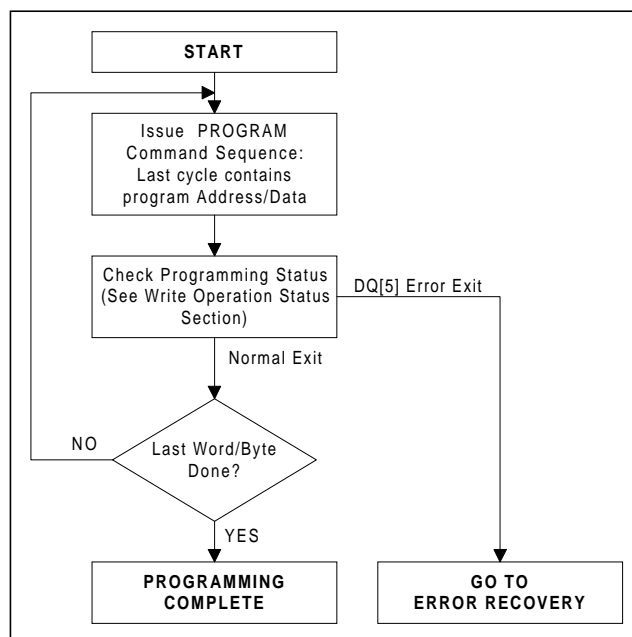 START
Issue PROGRAM
Command Sequence:
Last cycle contains
program Address/Data
Check Programming Status
(See Write Operation Status
Section)
DQ[5] Error Exit
Normal Exit
NO
Last Word/Byte
Done?
YES
PROGRAMMING
COMPLETE
GO TO
ERROR RECOVERY